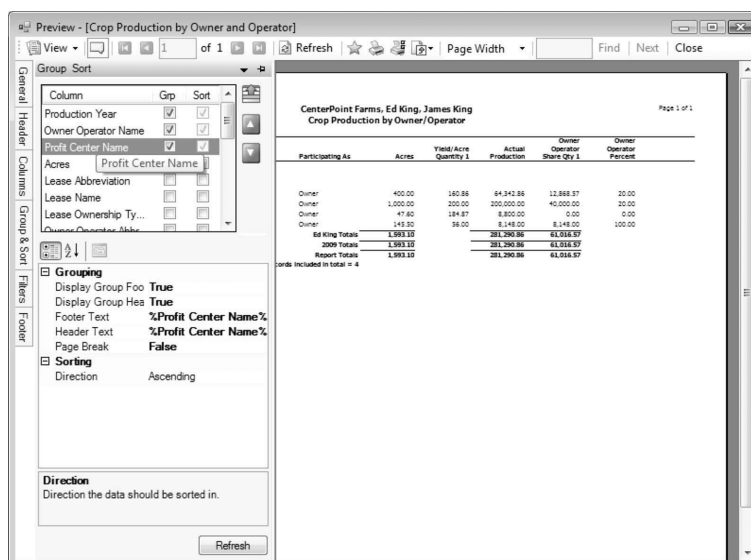 Preview - [Crop Production by Owner and Operator]
View 1 of 1 Refresh Page Width Find Next Close
General
Header
Columns
Group & Sort
Filters
Footer
Group Sort
Column Grp Sort
Production Year
Owner Operator Name
Profit Center Name
Acres
Profit Center Name
Lease Abbreviation
Lease Name
Lease Ownership Ty...
Owner Operator Abbr
Grouping
Display Group Foo True
Display Group Hea True
Footer Text %Profit Center Name%
Header Text %Profit Center Name%
Page Break False
Sorting
Direction Ascending
Direction
Direction the data should be sorted in.
Refresh
CenterPoint Farms, Ed King, James King
Page 1 of 1
Crop Production by Owner/Operator
Participating As Acres Yield/Acre Quantity 1 Actual Production Owner Operator Share Qty 1 Owner Operator Percent
Owner 400.00 160.86 64,342.86 12,868.57 20.00
Owner 1,000.00 200.00 200,000.00 40,000.00 20.00
Owner 47.60 184.87 8,800.00 0.00 0.00
Owner 145.50 56.00 8,148.00 8,148.00 100.00
Ed King Totals 1,593.10 281,290.86 61,016.57
2009 Totals 1,593.10 281,290.86 61,016.57
Report Totals 1,593.10 281,290.86 61,016.57
cords included in total = 4